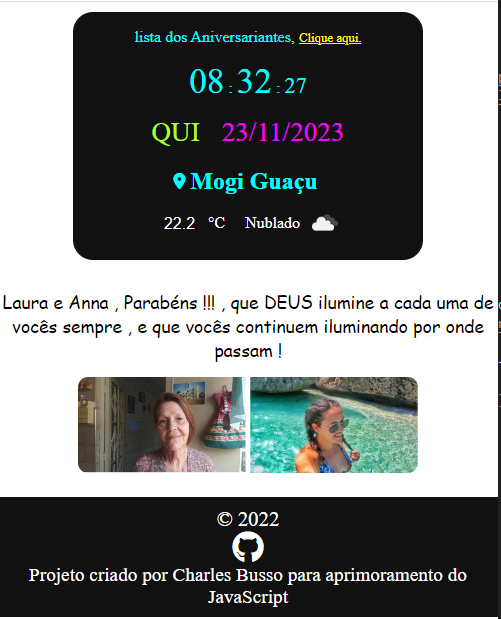 lista dos Aniversariantes, Clique aqui.
08 : 32 : 27
QUI 23/11/2023
Mogi Guaçu
22.2 °C Nublado
Laura e Anna , Parabéns !!! , que DEUS ilumine a cada uma de
vocês sempre , e que vocês continuem iluminando por onde
passam !
© 2022
Projeto criado por Charles Busso para aprimoramento do
JavaScript